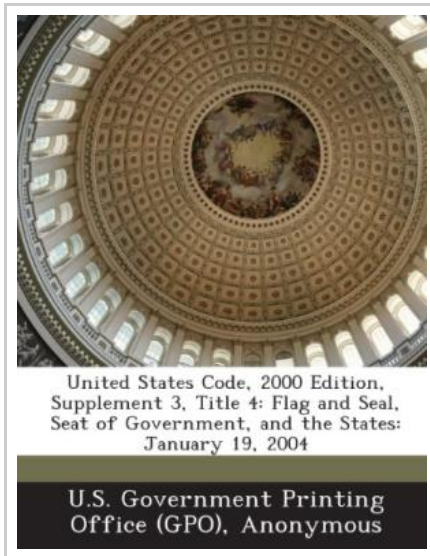 United States Code, 2000 Edition,
Supplement 3, Title 4: Flag and Seal,
Seat of Government, and the States:
January 19, 2004
U.S. Government Printing
Office (GPO), Anonymous